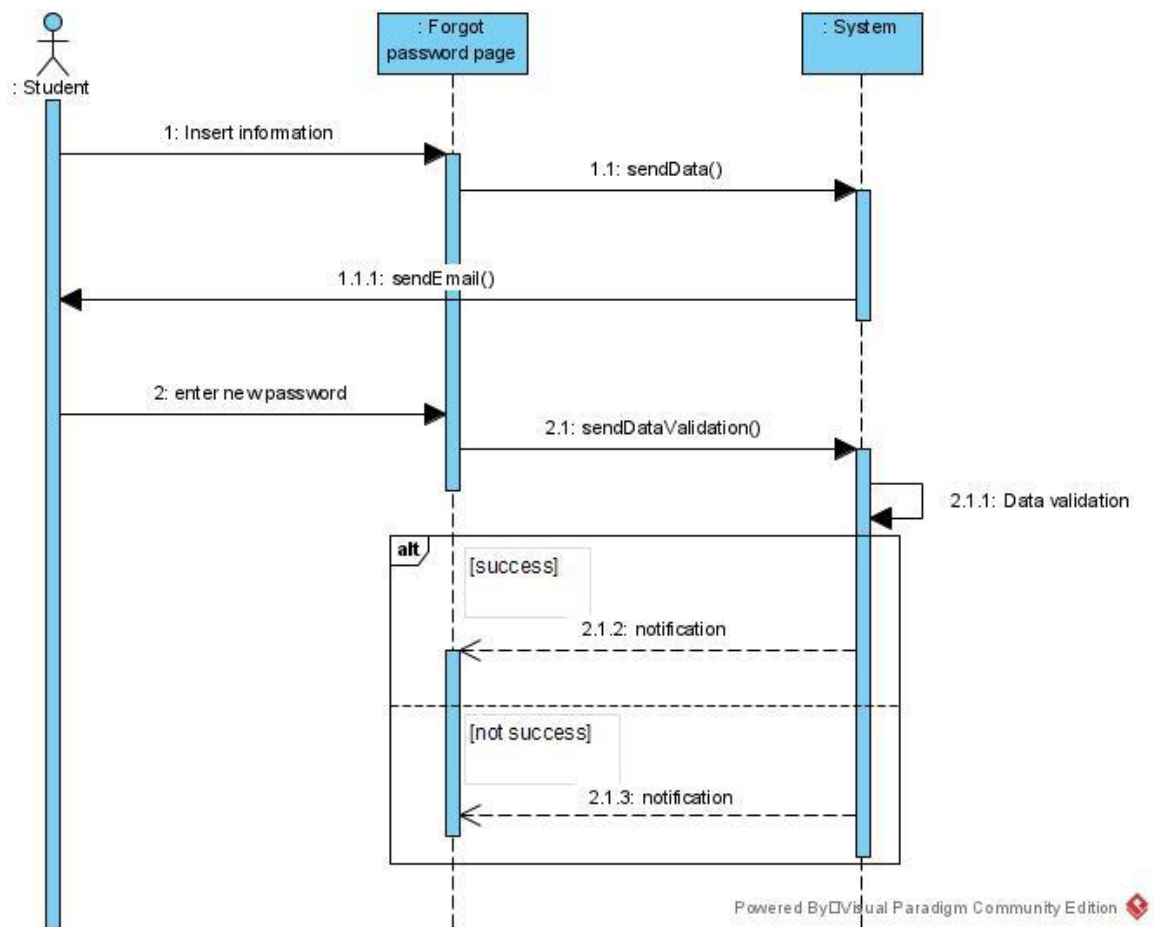 : Forgot
password page
: System
: Student
1: Insert information
1.1: sendData()
1.1.1: sendEmail()
2: enter new password
2.1: sendDataValidation()
2.1.1: Data validation
alt
[success]
2.1.2: notification
[not success]
2.1.3: notification
Powered By□Visual Paradigm Community Edition